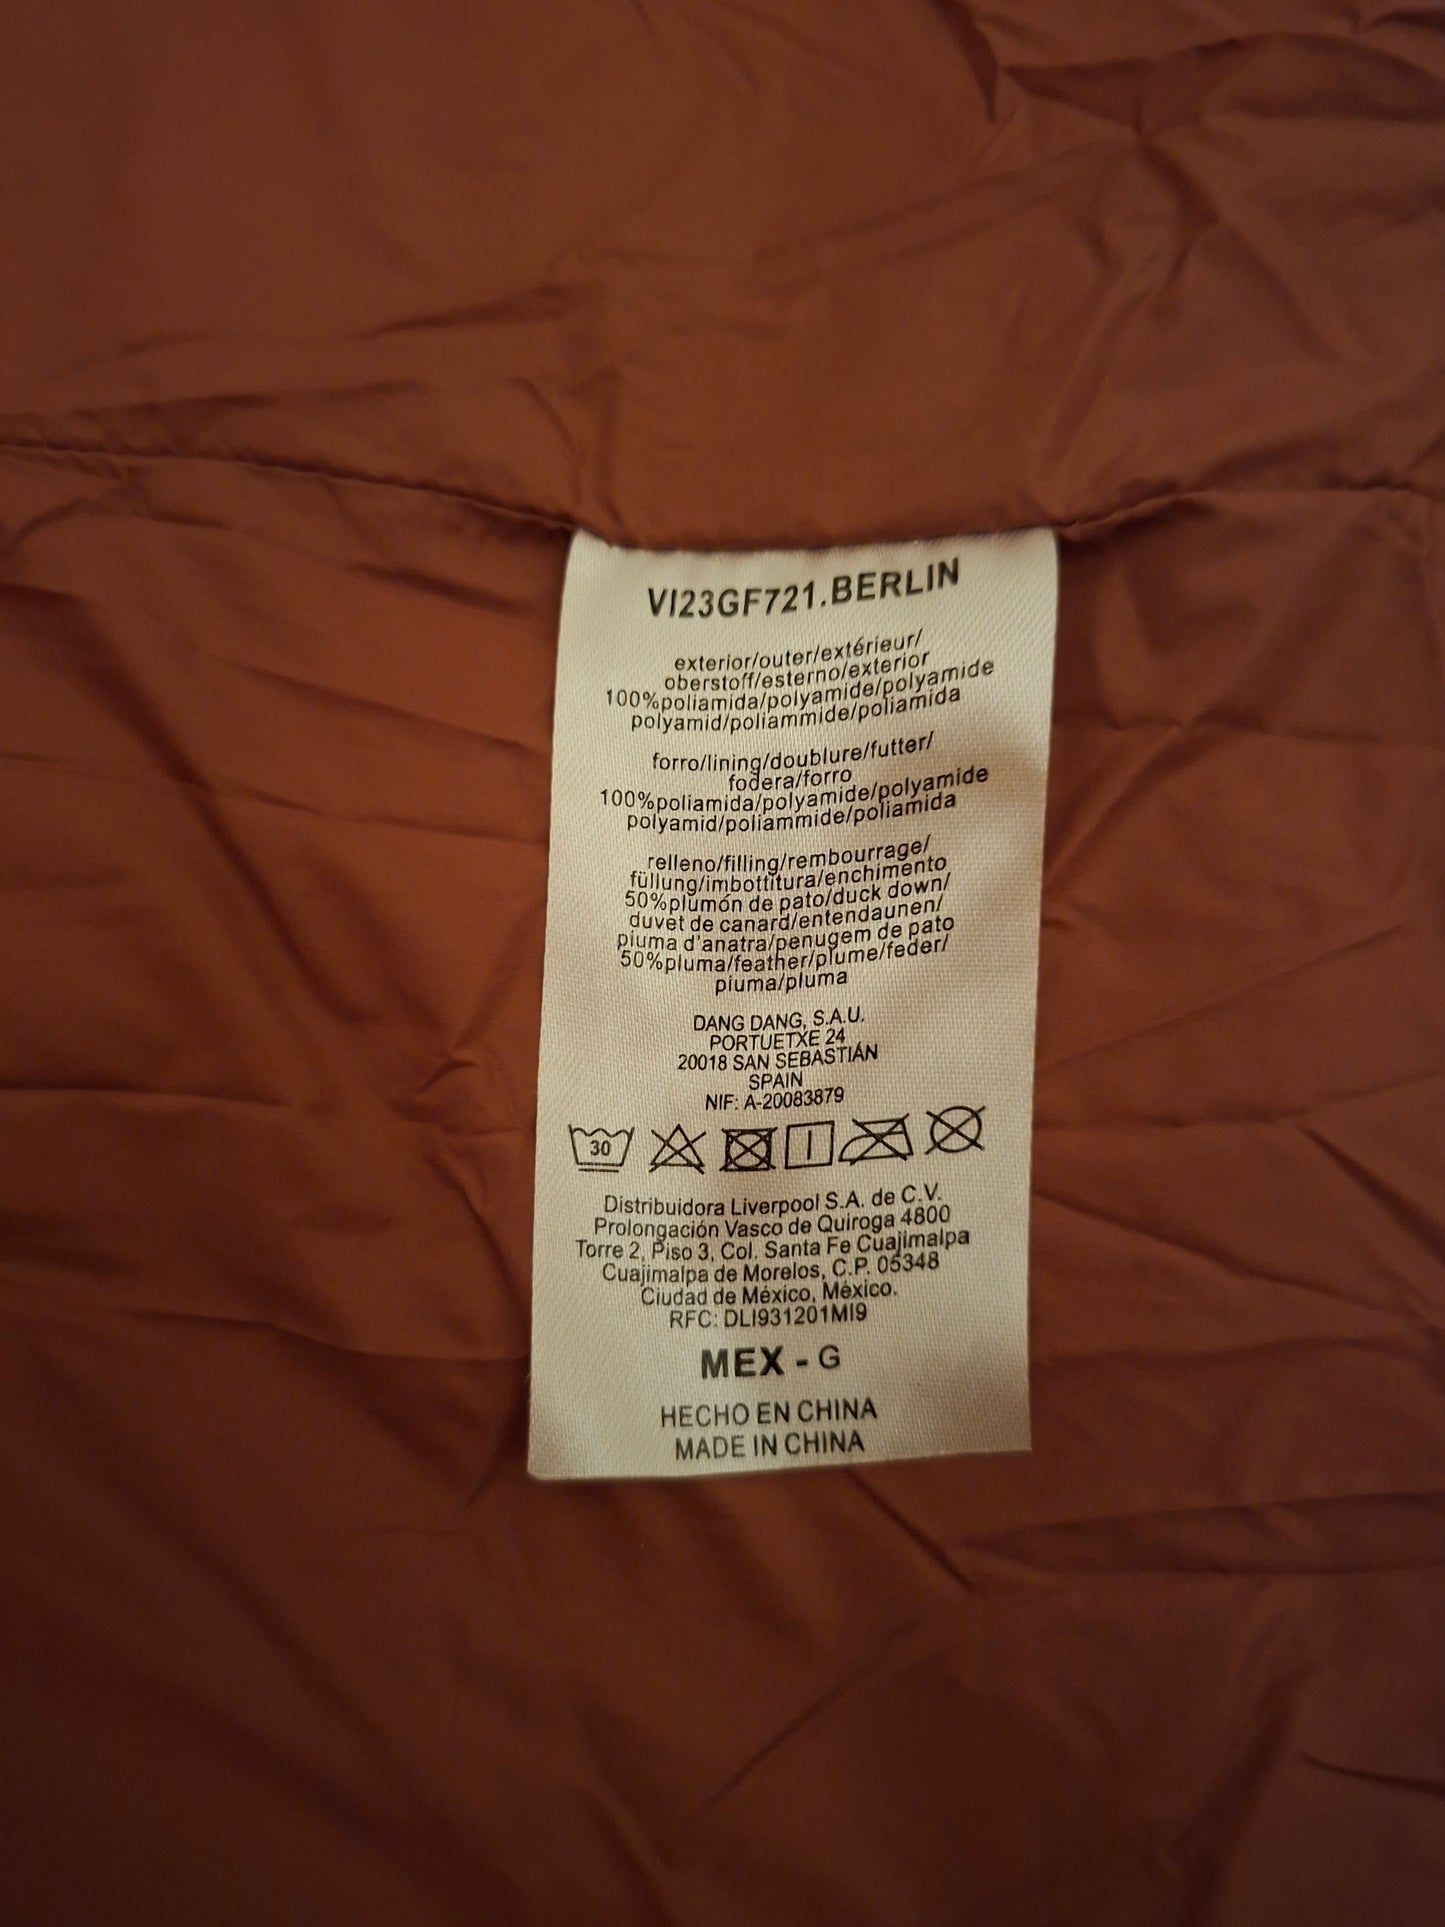 VI23GF721.BERLIN
exterior/outer/extérieur/
oberstoff/esterno/exterior
100%poliamida/polyamide/polyamide
polyamid/poliammide/poliamida
forro/lining/doublure/futter/
fodera/forro
100%poliamida/polyamide/polyamide
polyamid/poliammide/poliamida
relleno/filling/rembourrage/
füllung/imbottitura/enchimento
50%plumón de pato/duck down/
duvet de canard/entendaunen/
piuma d'anatra/penugem de pato
50%pluma/feather/plume/feder/
piuma/pluma
DANG DANG, S.A.U.
PORTUETXE 24
20018 SAN SEBASTIÁN
SPAIN
NIF: A-20083879
30
Distribuidora Liverpool S.A. de C.V.
Prolongación Vasco de Quiroga 4800
Torre 2, Piso 3, Col. Santa Fe Cuajimalpa
Cuajimalpa de Morelos, C.P. 05348
Ciudad de México, México.
RFC: DLI931201MI9
MEX - G
HECHO EN CHINA
MADE IN CHINA